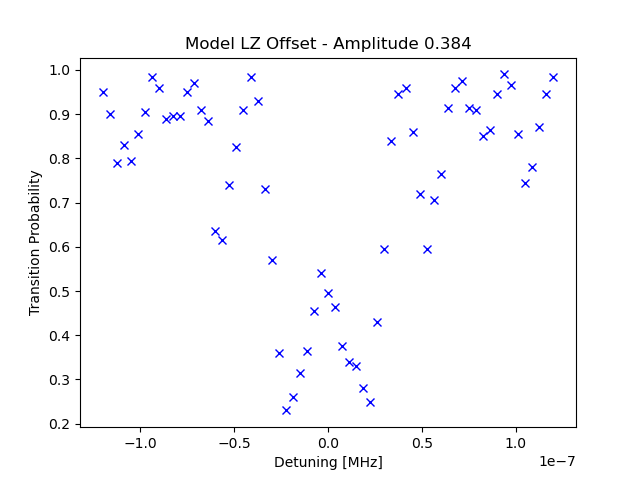 Model LZ Offset - Amplitude 0.384
Transition Probability
1.0
0.9
0.8
0.7
0.6
0.5
0.4
0.3
0.2
−1.0 −0.5 0.0 0.5 1.0
1e−7
Detuning [MHz]